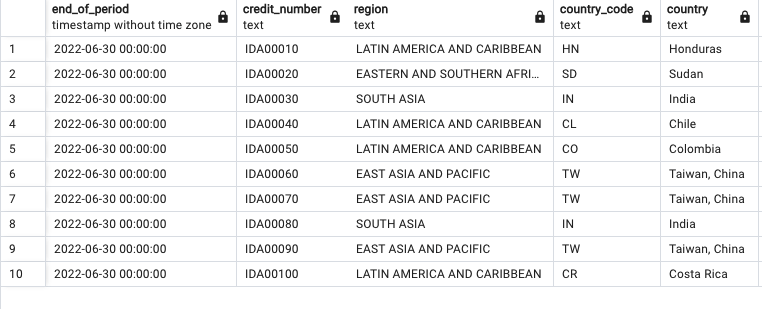 end_of_period credit_number region country_code country
timestamp without time zone text text text text
1 2022-06-30 00:00:00 IDA00010 LATIN AMERICA AND CARIBBEAN HN Honduras
2 2022-06-30 00:00:00 IDA00020 EASTERN AND SOUTHERN AFRI... SD Sudan
3 2022-06-30 00:00:00 IDA00030 SOUTH ASIA IN India
4 2022-06-30 00:00:00 IDA00040 LATIN AMERICA AND CARIBBEAN CL Chile
5 2022-06-30 00:00:00 IDA00050 LATIN AMERICA AND CARIBBEAN CO Colombia
6 2022-06-30 00:00:00 IDA00060 EAST ASIA AND PACIFIC TW Taiwan, China
7 2022-06-30 00:00:00 IDA00070 EAST ASIA AND PACIFIC TW Taiwan, China
8 2022-06-30 00:00:00 IDA00080 SOUTH ASIA IN India
9 2022-06-30 00:00:00 IDA00090 EAST ASIA AND PACIFIC TW Taiwan, China
10 2022-06-30 00:00:00 IDA00100 LATIN AMERICA AND CARIBBEAN CR Costa Rica